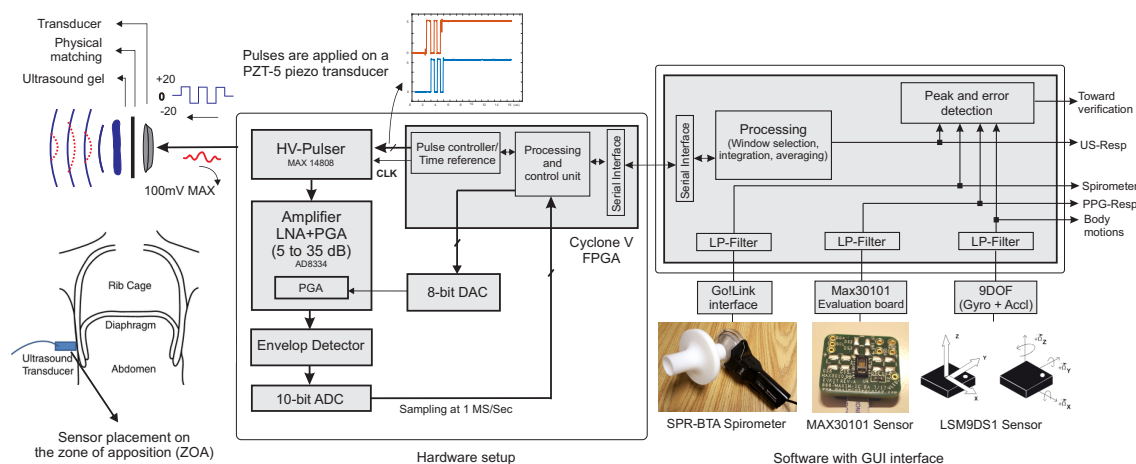 Transducer
Physical
matching
Ultrasound gel
+20
0
-20
100mV MAX
Pulses are applied on a
PZT-5 piezo transducer
HV-Pulser
MAX 14808
CLK
Pulse controller/
Time reference
Processing
and
control unit
Serial Interface
Cyclone V
FPGA
Amplifier
LNA+PGA
(5 to 35 dB)
AD8334
PGA
8-bit DAC
Envelop Detector
10-bit ADC
Sampling at 1 MS/Sec
Hardware setup
Rib Cage
Diaphragm
Abdomen
Ultrasound
Transducer
Sensor placement on
the zone of apposition (ZOA)
Serial Interface
Processing
(Window selection,
integration, averaging)
Peak and error
detection
Toward
verification
US-Resp
Spirometer
PPG-Resp
Body
motions
LP-Filter
LP-Filter
LP-Filter
Go!Link
interface
Max30101
Evaluation board
9DOF
(Gyro + Accl)
SPR-BTA Spirometer
MAX30101 Sensor
LSM9DS1 Sensor
Z
Y
X
Software with GUI interface